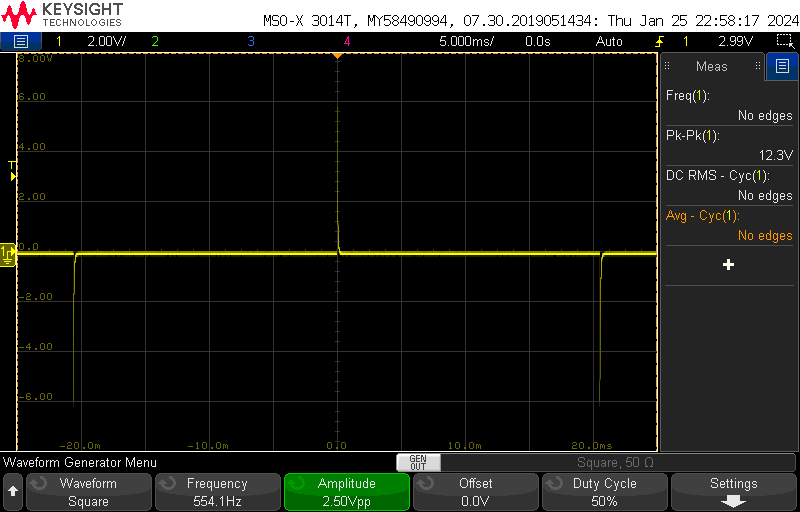 KEYSIGHT
TECHNOLOGIES
MSO-X 3014T, MY58490994, 07.30.2019051434: Thu Jan 25 22:58:17 2024
1 2.00V/ 2 3 4 5.000ms/ 0.0s Auto 1 2.99V
8.00V
6.00
4.00
2.00
0.0
-2.00
-4.00
-6.00
T
1
-20.0m -10.0m 0.0 10.0m 20.0ms
Meas
Freq(1):
No edges
Pk-Pk(1):
12.3V
DC RMS - Cyc(1):
No edges
Avg - Cyc(1):
No edges
Waveform Generator Menu
GEN
OUT
Square, 50 Ω
Waveform
Square
Frequency
554.1Hz
Amplitude
2.50Vpp
Offset
0.0V
Duty Cycle
50%
Settings